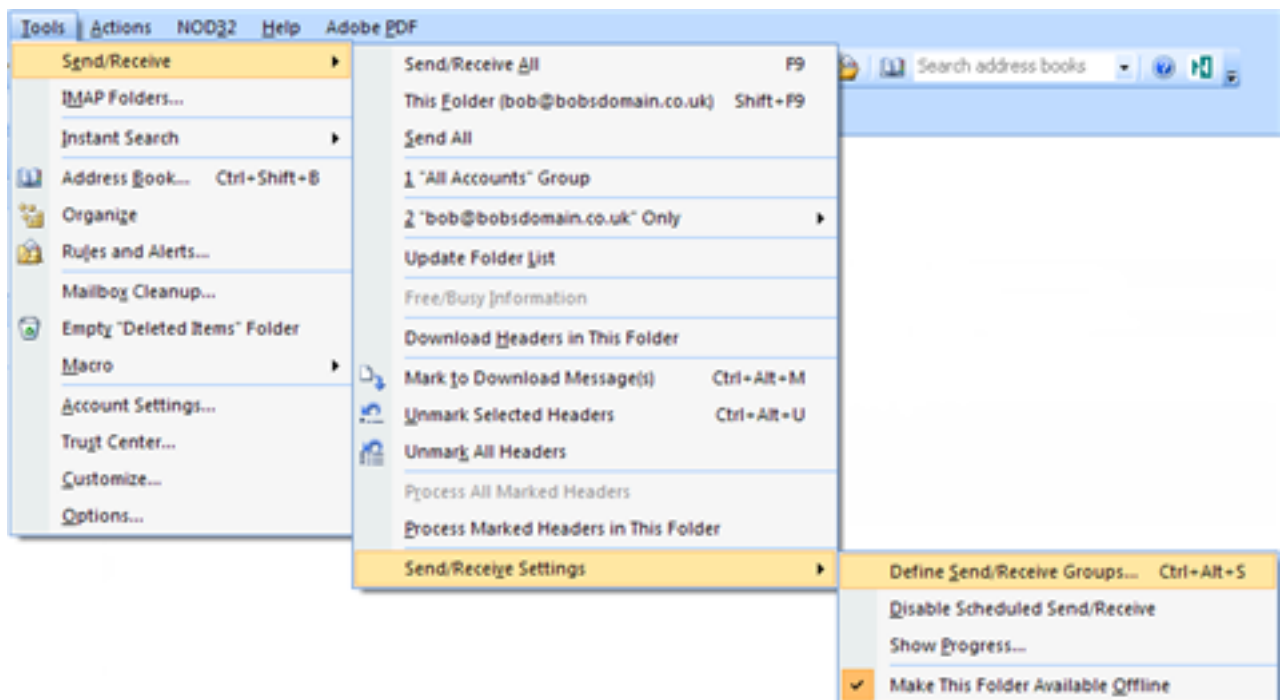 Tools Actions NOD32 Help Adobe PDF
Search address books
Send/Receive
IMAP Folders...
Instant Search
Address Book... Ctrl+Shift+B
Organize
Rules and Alerts...
Mailbox Cleanup...
Empty "Deleted Items" Folder
Macro
Account Settings...
Trust Center...
Customize...
Options...
Send/Receive All F9
This Folder (bob@bobsdomain.co.uk) Shift+F9
Send All
1 "All Accounts" Group
2 "bob@bobsdomain.co.uk" Only
Update Folder List
Free/Busy Information
Download Headers in This Folder
Mark to Download Message(s) Ctrl+Alt+M
Unmark Selected Headers Ctrl+Alt+U
Unmark All Headers
Process All Marked Headers
Process Marked Headers in This Folder
Send/Receive Settings
Define Send/Receive Groups... Ctrl+Alt+S
Disable Scheduled Send/Receive
Show Progress...
Make This Folder Available Offline